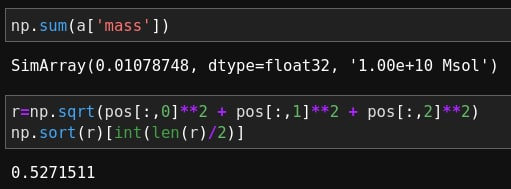 np.sum(a['mass'])
SimArray(0.01078748, dtype=float32, '1.00e+10 Msol')
r=np.sqrt(pos[:,0]**2 + pos[:,1]**2 + pos[:,2]**2)
np.sort(r)[int(len(r)/2)]
0.5271511